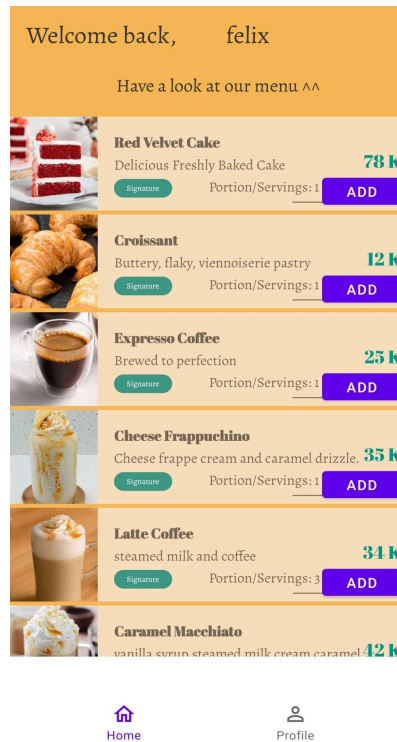 Welcome back, felix
Have a look at our menu ^^
Red Velvet Cake
Delicious Freshly Baked Cake
78 K
Signature
Portion/Servings: 1
ADD
Croissant
Buttery, flaky, viennoiserie pastry
12 K
Signature
Portion/Servings: 1
ADD
Expresso Coffee
Brewed to perfection
25 K
Signature
Portion/Servings: 1
ADD
Cheese Frappuchino
Cheese frappe cream and caramel drizzle.
35 K
Signature
Portion/Servings: 1
ADD
Latte Coffee
steamed milk and coffee
34 K
Signature
Portion/Servings: 3
ADD
Caramel Macchiato
vanilla syrup steamed milk cream caramel
42 K
Home
Profile